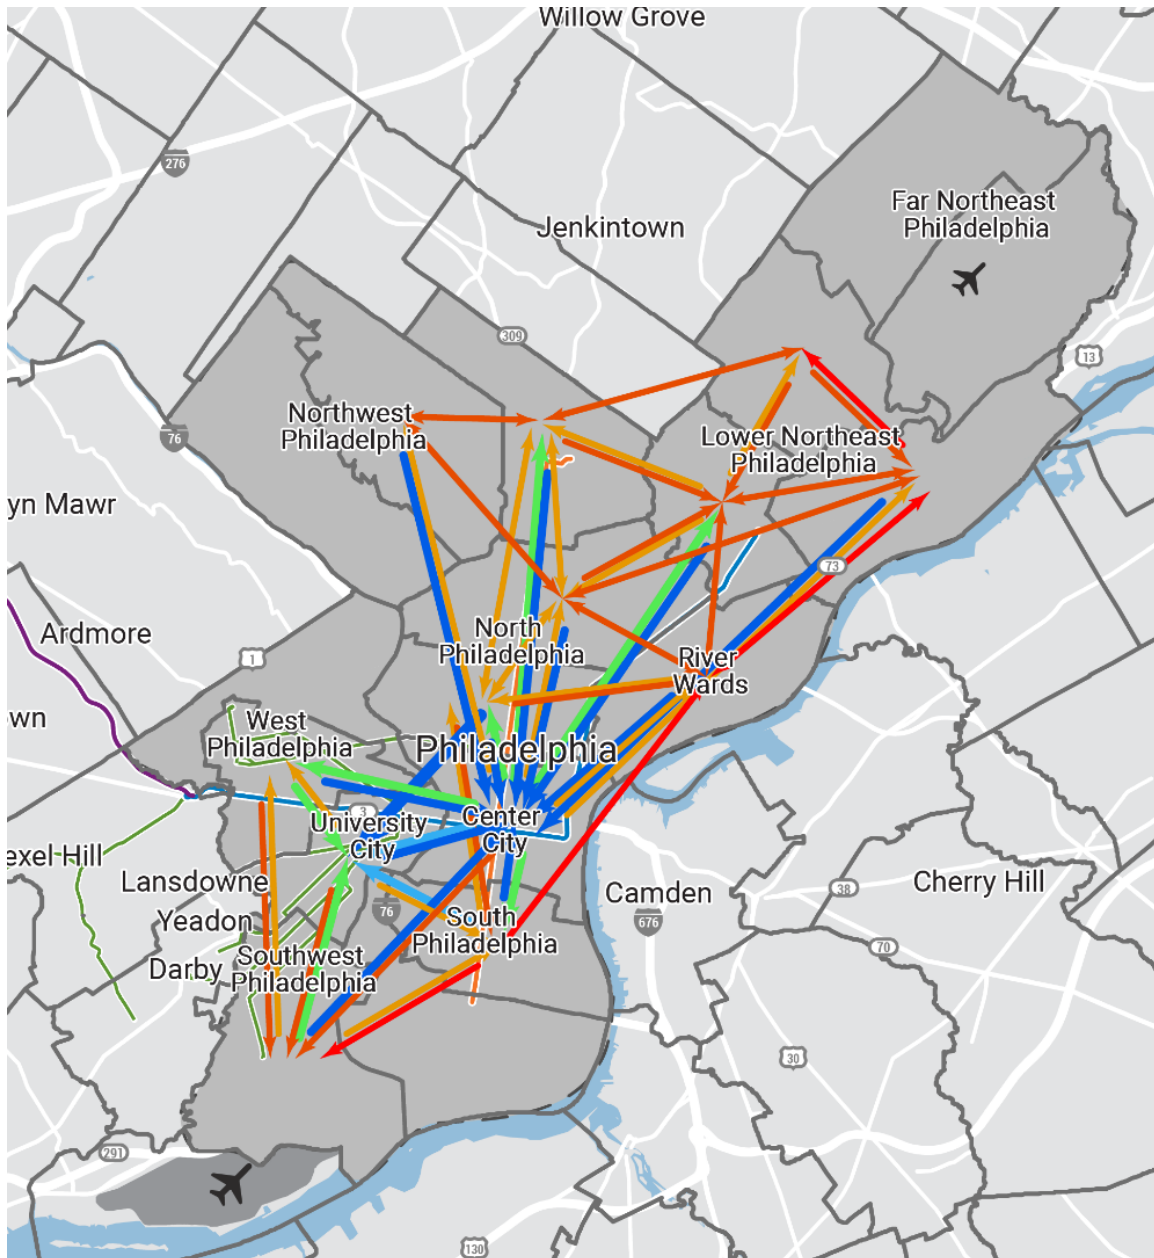 Willow Grove
276
Far Northeast
Philadelphia
Jenkintown
309
13
Northwest
Philadelphia
76
Lower Northeast
Philadelphia
yn Mawr
73
Ardmore
North
Philadelphia
1
River
Wards
own
West
Philadelphia
Philadelphia
3
University
City
Center
City
exel Hill
Lansdowne
Camden
38
Cherry Hill
Yeadon
76
South
Philadelphia
676
70
Darby
Southwest
Philadelphia
30
291
130